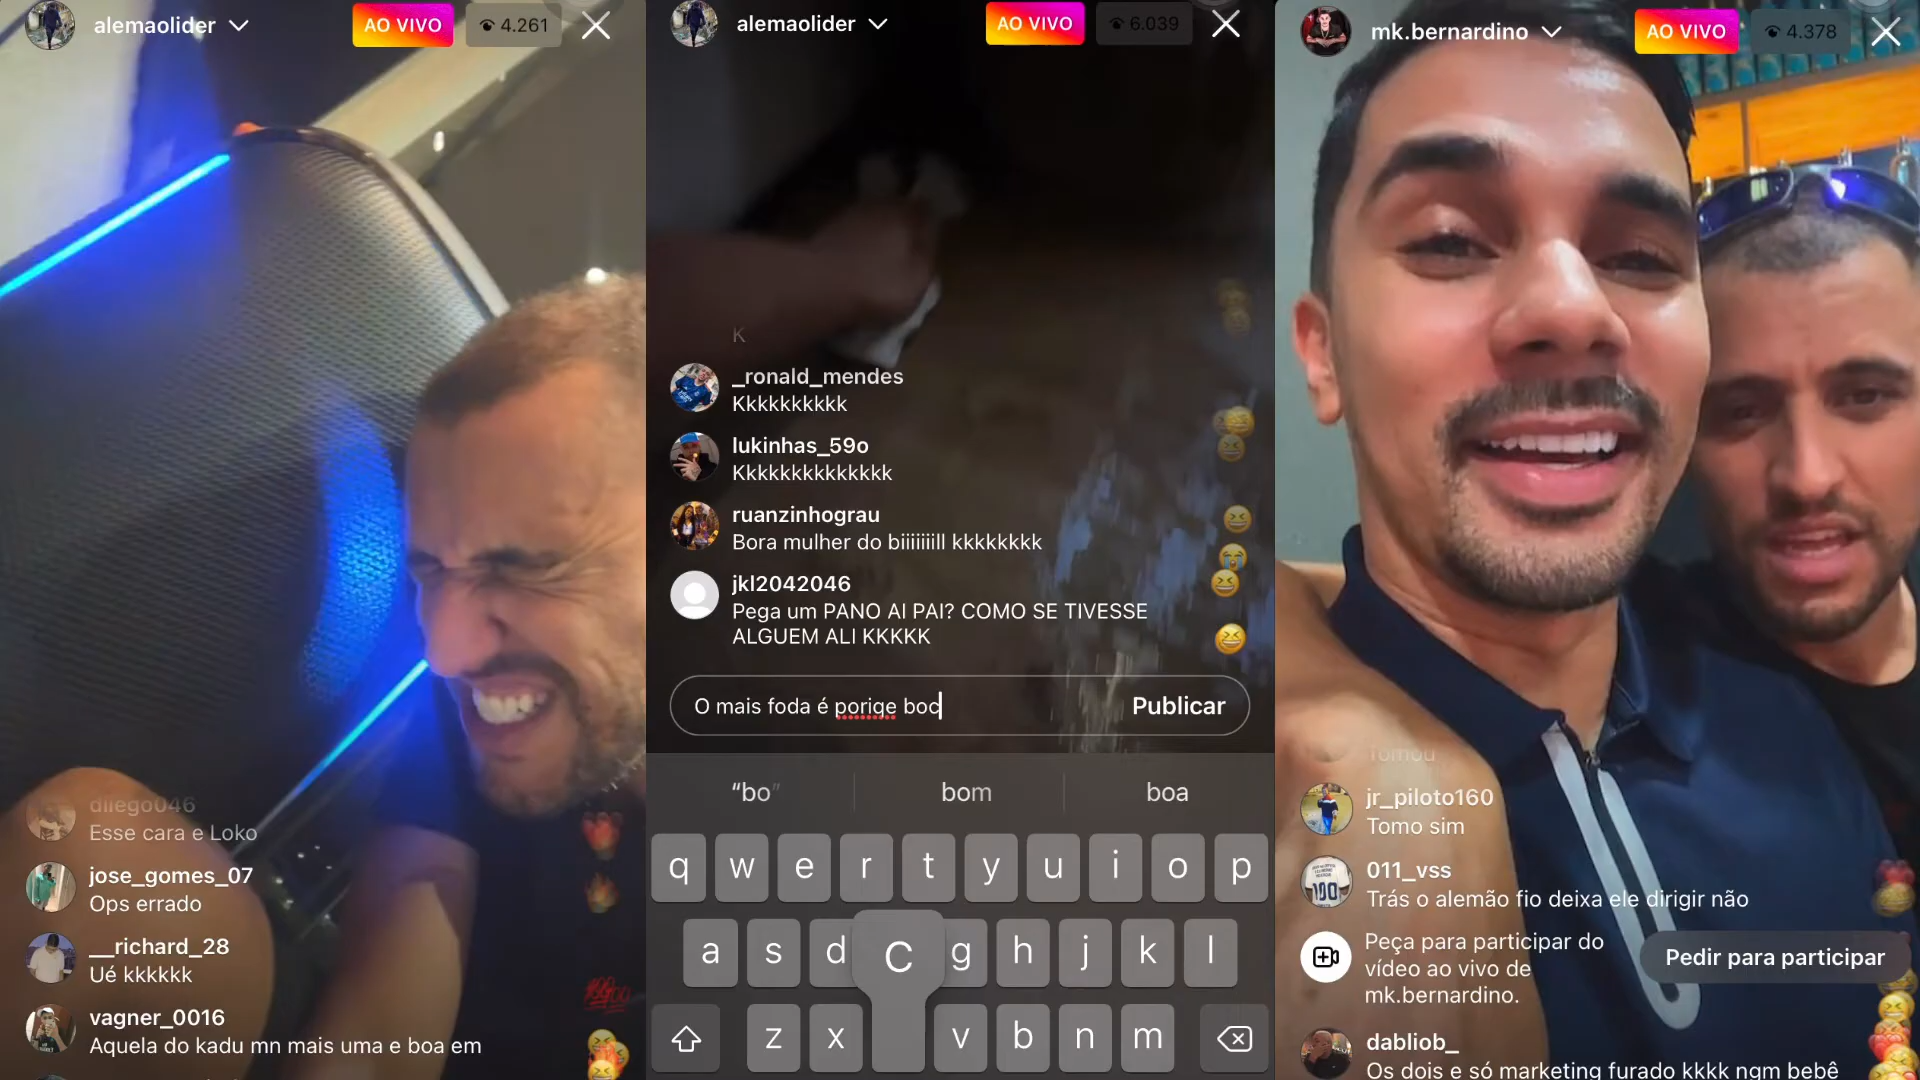 alemaolider
AO VIVO
4.261
diiego046
Esse cara e Loko
jose_gomes_07
Ops errado
__richard_28
Ué kkkkkk
vagner_0016
Aquela do kadu mn mais uma e boa em
alemaolider
AO VIVO
6.039
K
_ronald_mendes
Kkkkkkkkkk
lukinhas_59o
Kkkkkkkkkkkkkk
ruanzinhograu
Bora mulher do biiiiiiill kkkkkkkk
jkl2042046
Pega um PANO AI PAI? COMO SE TIVESSE
ALGUEM ALI KKKKK
O mais foda é poriqe boc
Publicar
“bo”
bom
boa
q w e r t y u i o p
a s d C g h j k l
z x v b n m
mk.bernardino
AO VIVO
4.378
Tomou
jr_piloto160
Tomo sim
011_vss
Trás o alemão fio deixa ele dirigir não
Peça para participar do
vídeo ao vivo de
mk.bernardino.
Pedir para participar
dabliob_
Os dois e só marketing furado kkkk ngm bebê